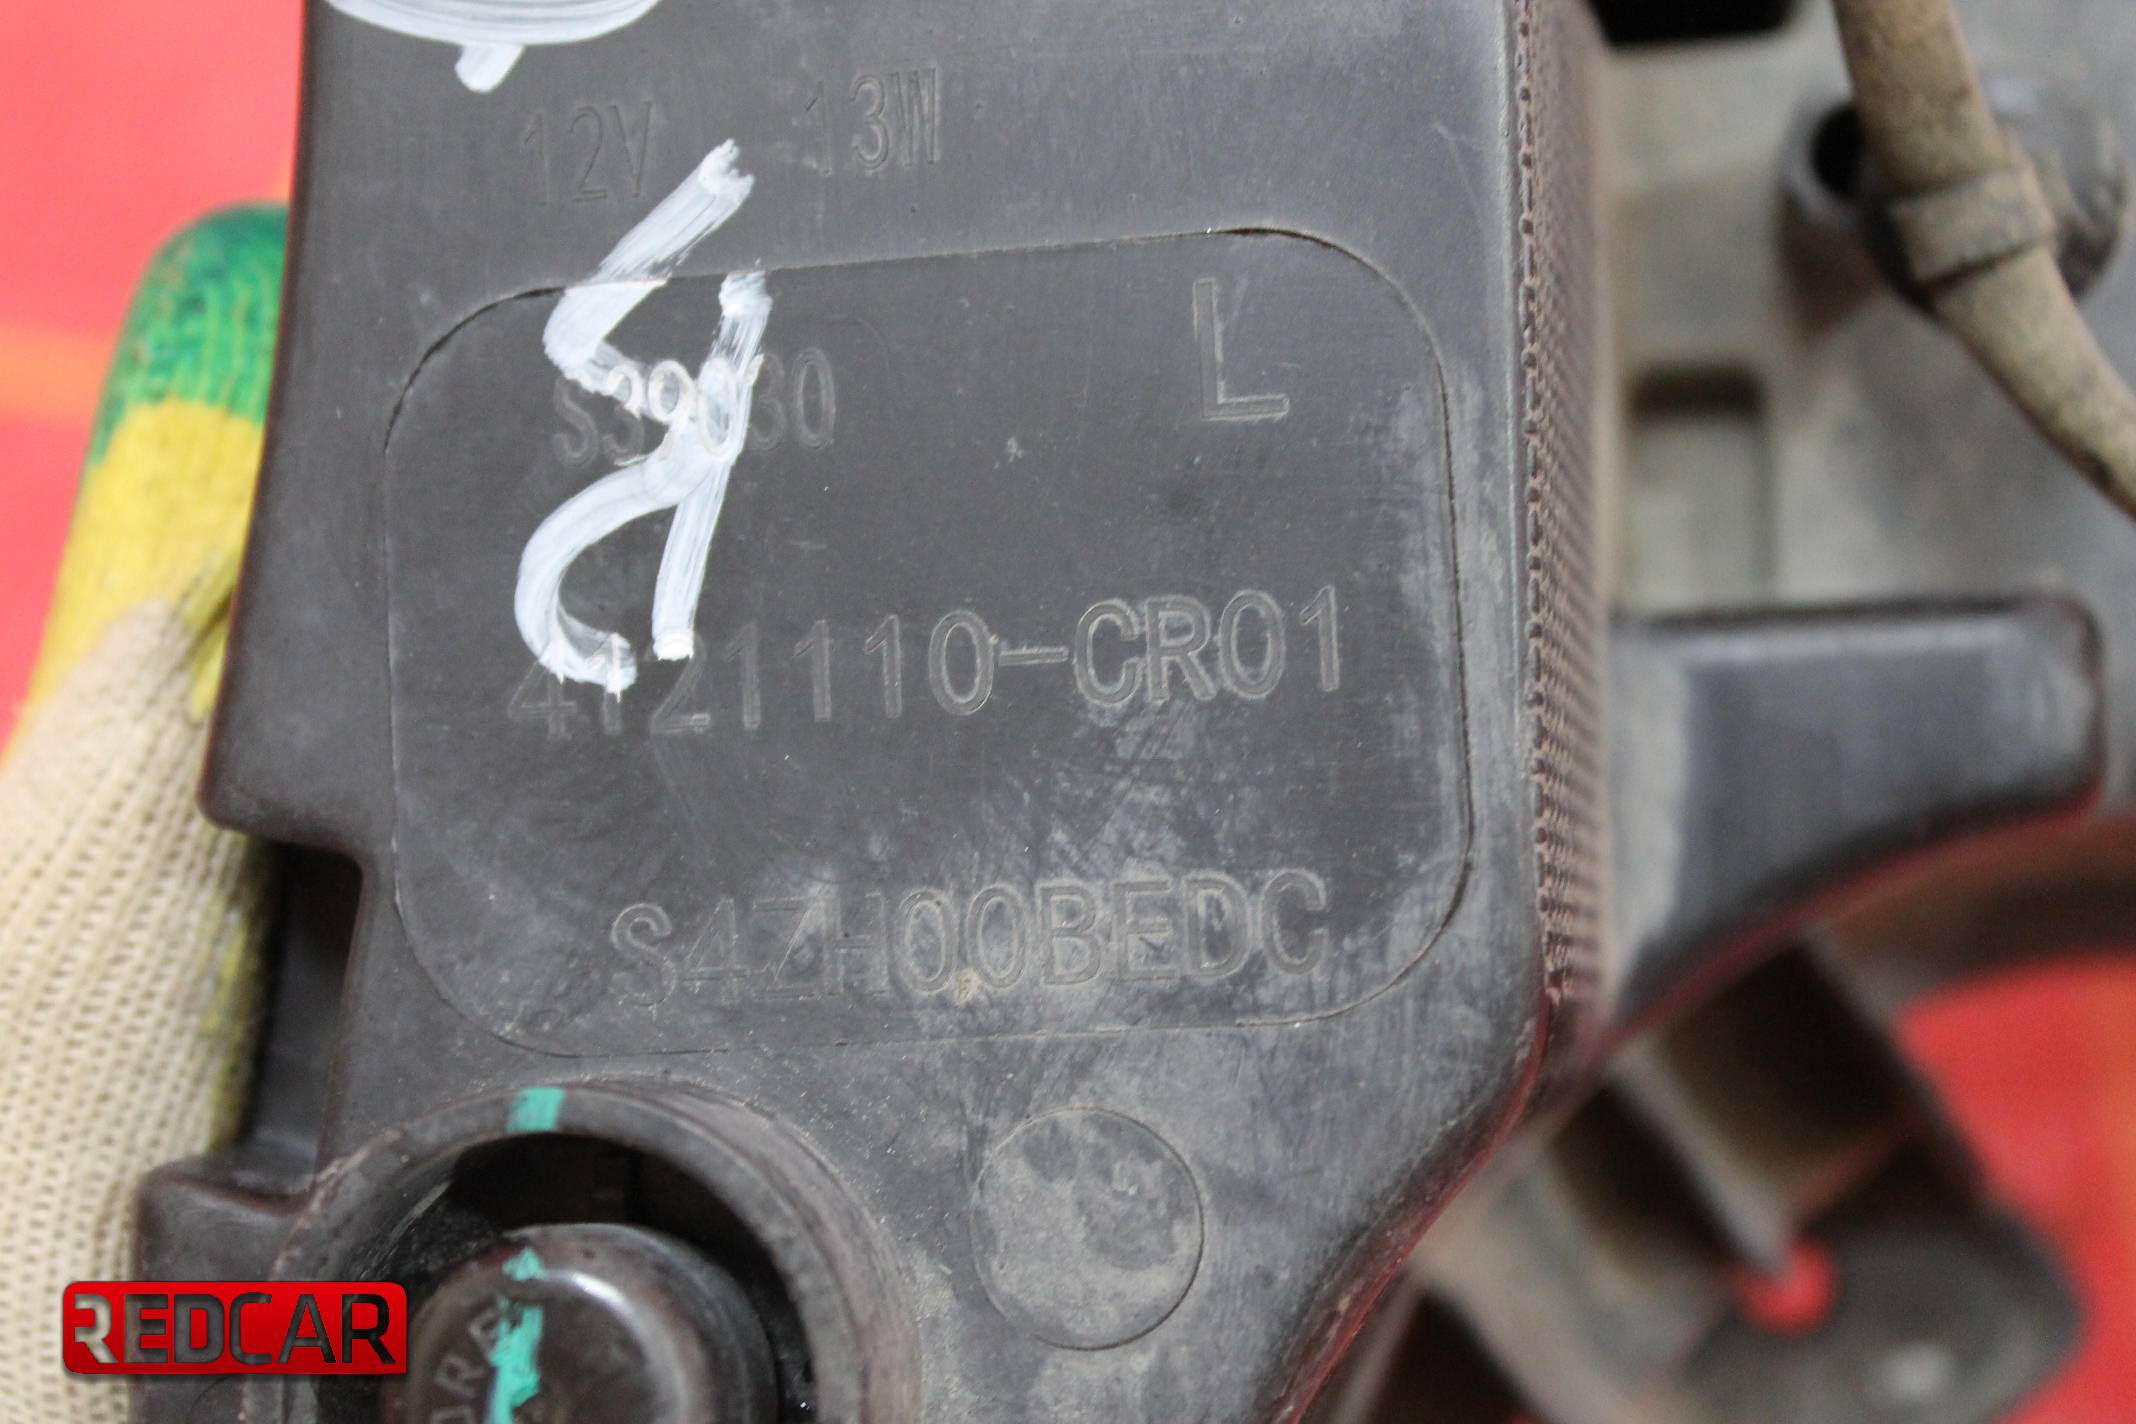 12V 13W
L
S39030
4121110-CR01
S4ZH00BEDC
REDCAR